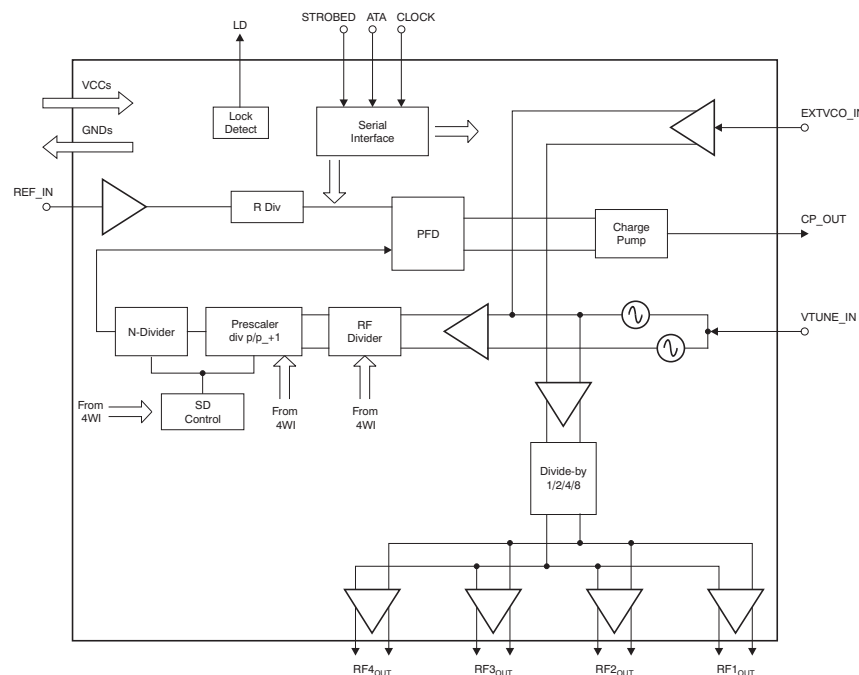 STROBED ATA CLOCK
LD
VCCs
GNDs
Lock
Detect
Serial
Interface
EXTVCO_IN
REF_IN
R Div
PFD
Charge
Pump
CP_OUT
N-Divider
Prescaler
div p/p_+1
RF
Divider
VTUNE_IN
From
4WI
SD
Control
From
4WI
From
4WI
Divide-by
1/2/4/8
RF4OUT
RF3OUT
RF2OUT
RF1OUT